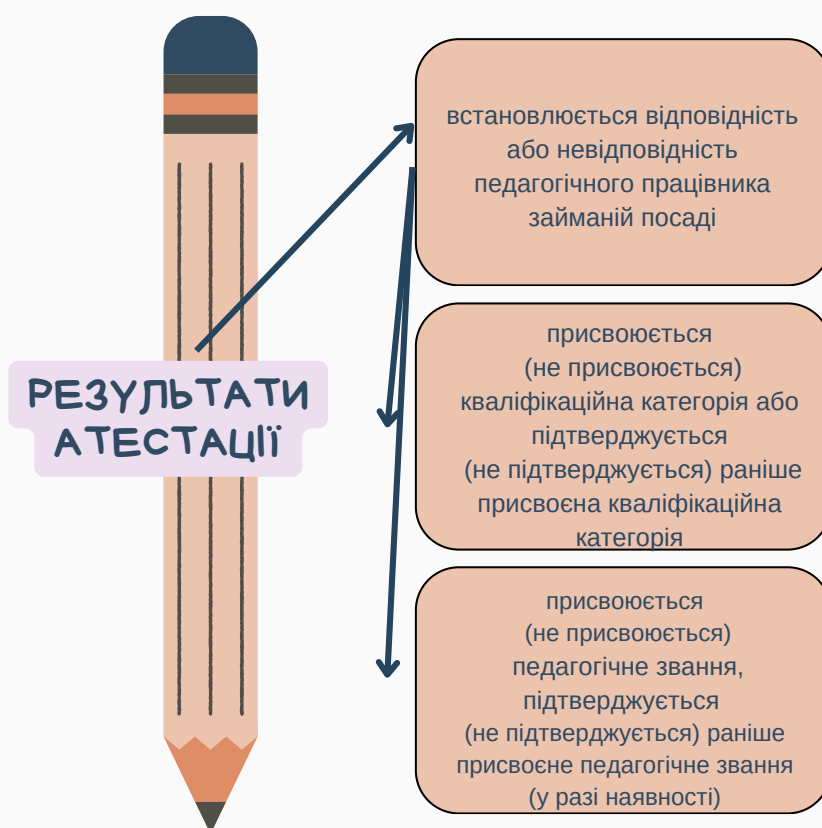 РЕЗУЛЬТАТИ
АТЕСТАЦІЇ
встановлюється відповідність
або невідповідність
педагогічного працівника
займаній посаді
присвоюється
(не присвоюється)
кваліфікаційна категорія або
підтверджується
(не підтверджується) раніше
присвоєна кваліфікаційна
категорія
присвоюється
(не присвоюється)
педагогічне звання,
підтверджується
(не підтверджується) раніше
присвоєне педагогічне звання
(у разі наявності)